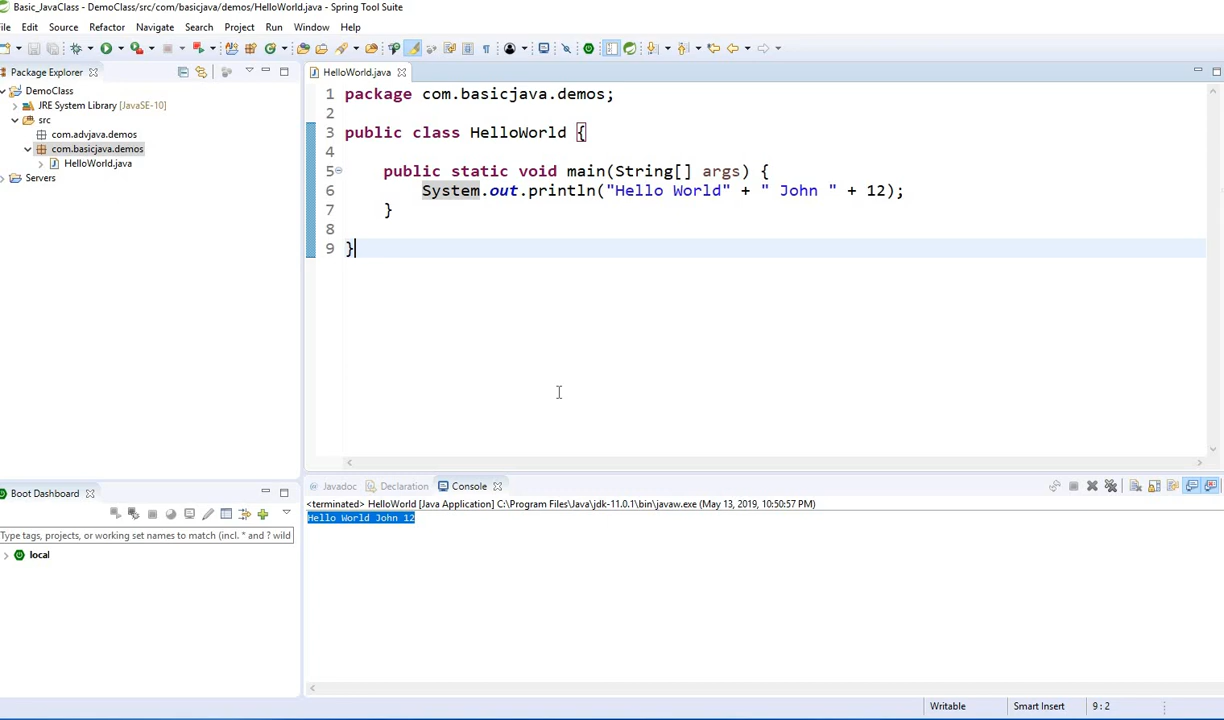 Basic_JavaClass - DemoClass/src/com/basicjava/demos/HelloWorld.java - Spring Tool Suite
Edit Source Refactor Navigate Search Project Run Window Help
Package Explorer
HelloWorld.java
DemoClass
JRE System Library [JavaSE-10]
src
com.advjava.demos
com.basicjava.demos
HelloWorld.java
Servers
1 package com.basicjava.demos;
2
3 public class HelloWorld {
4
5 public static void main(String[] args) {
6 System.out.println("Hello World" + " John " + 12);
7 }
8
9 }
Boot Dashboard
Type tags, projects, or working set names to match (incl. * and ? wild
local
Javadoc Declaration Console
<terminated> HelloWorld [Java Application] C:\Program Files\Java\jdk-11.0.1\bin\javaw.exe (May 13, 2019, 10:50:57 PM)
Hello World John 12
Writable Smart Insert 9 : 2